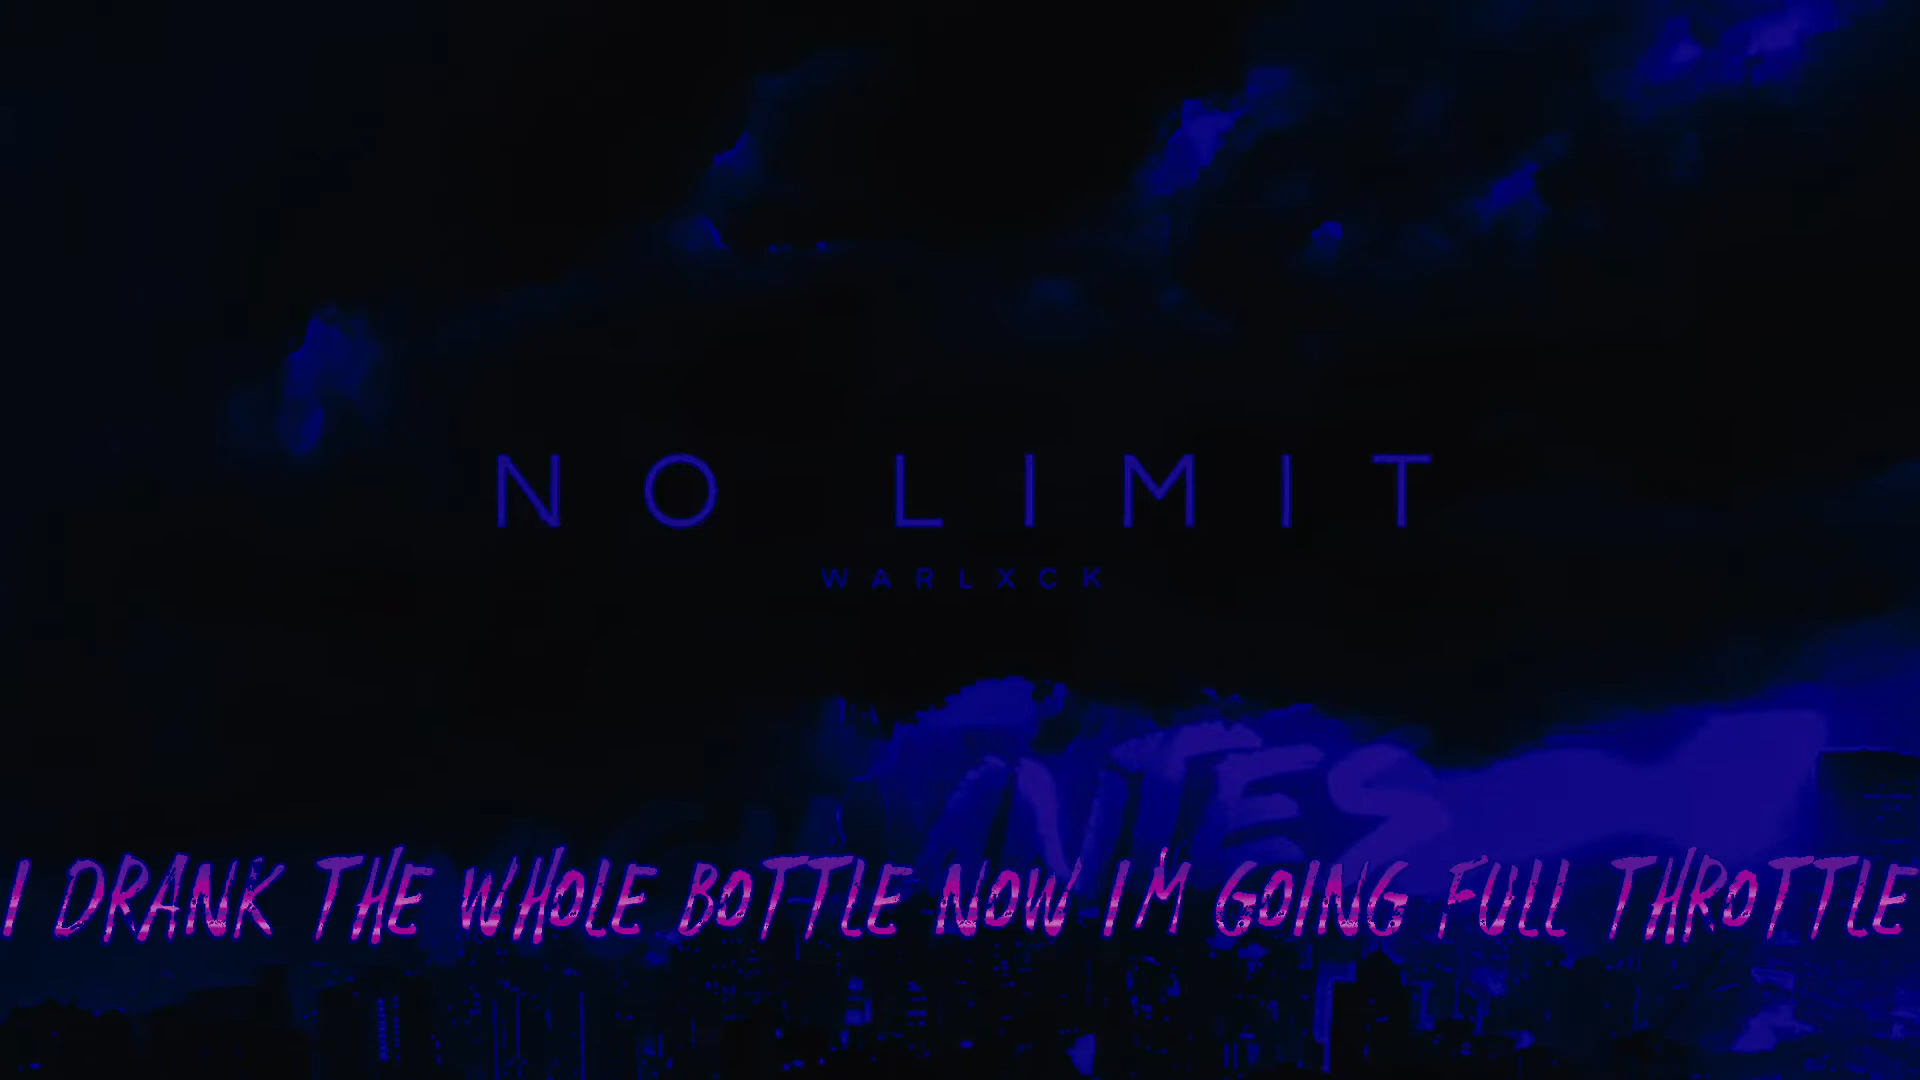 NO LIMIT
WARLXCK
I DRANK THE WHOLE BOTTLE NOW I'M GOING FULL THROTTLE